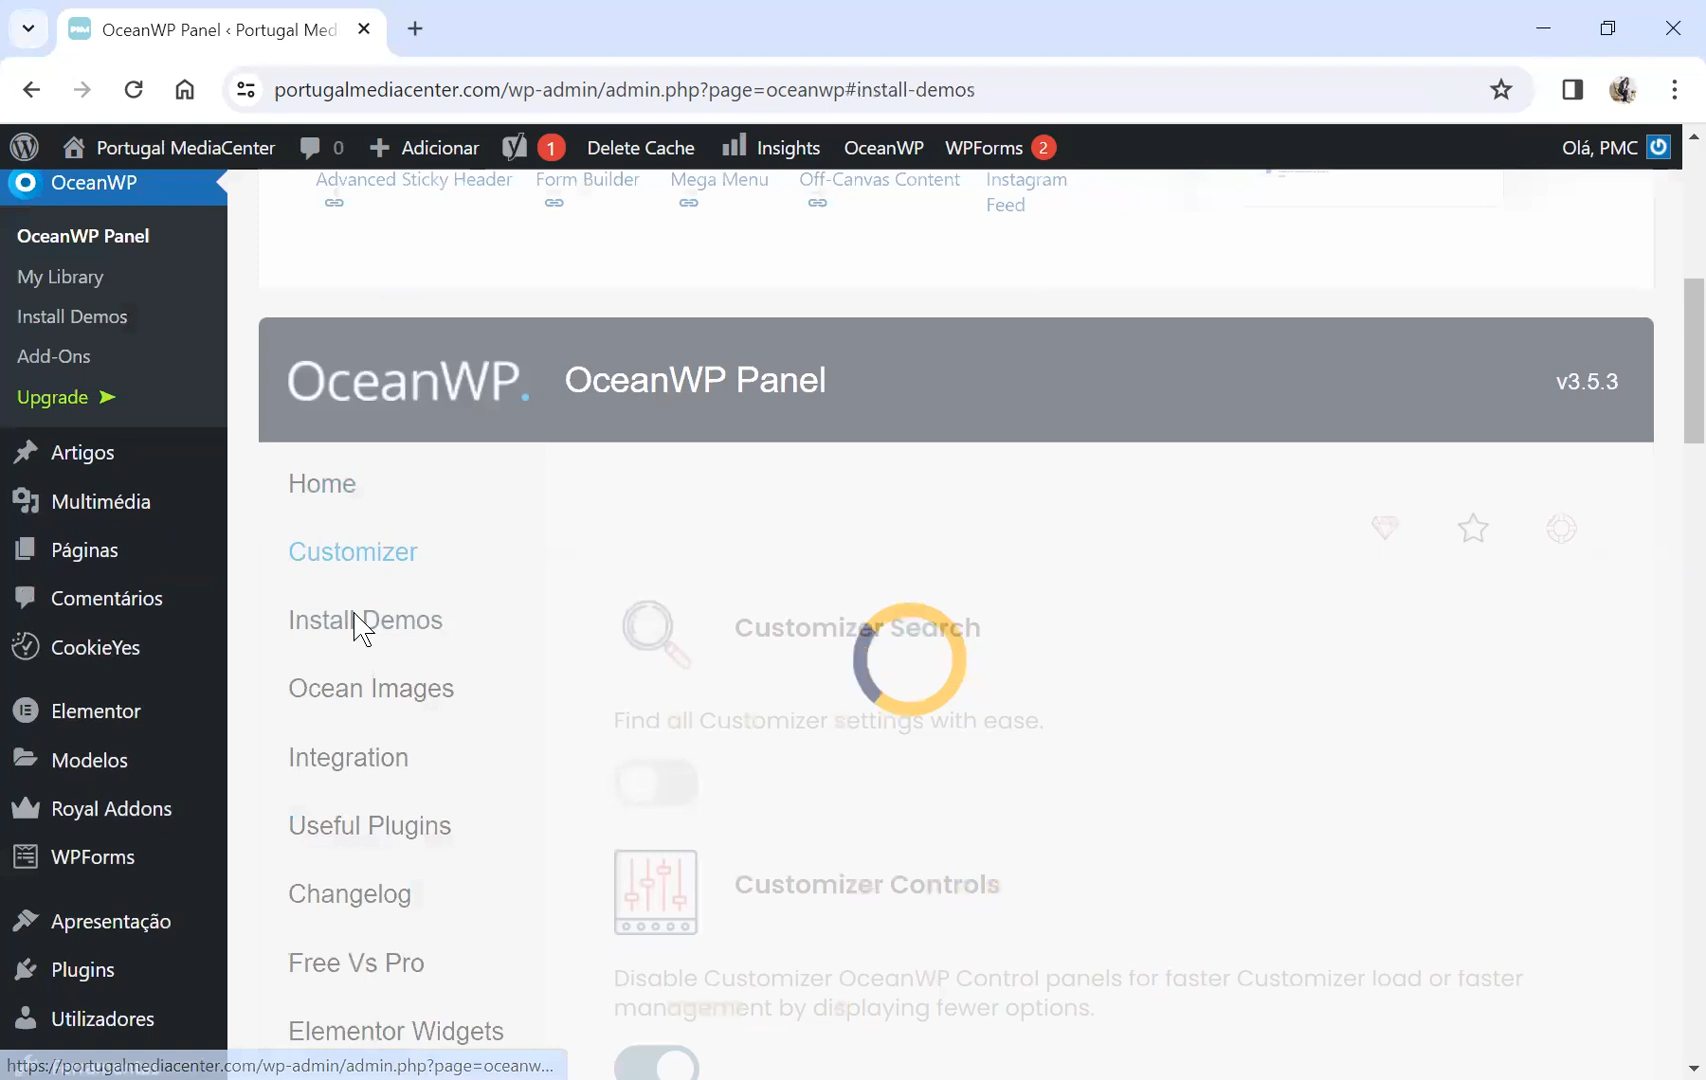 OceanWP Panel ‹ Portugal Med
portugalmediacenter.com/wp-admin/admin.php?page=oceanwp#install-demos
Portugal MediaCenter
0
Adicionar
1
Delete Cache
Insights
OceanWP
WPForms
2
Olá, PMC
OceanWP
OceanWP Panel
My Library
Install Demos
Add-Ons
Upgrade ➤
Artigos
Multimédia
Páginas
Comentários
CookieYes
Elementor
Modelos
Royal Addons
WPForms
Apresentação
Plugins
Utilizadores
Advanced Sticky Header
Form Builder
Mega Menu
Off-Canvas Content
Instagram
Feed
OceanWP.
OceanWP Panel
v3.5.3
Home
Customizer
Install Demos
Ocean Images
Integration
Useful Plugins
Changelog
Free Vs Pro
Elementor Widgets
Customizer Search
Find all Customizer settings with ease.
Customizer Controls
Disable Customizer OceanWP Control panels for faster Customizer load or faster
management by displaying fewer options.
https://portugalmediacenter.com/wp-admin/admin.php?page=oceanw...